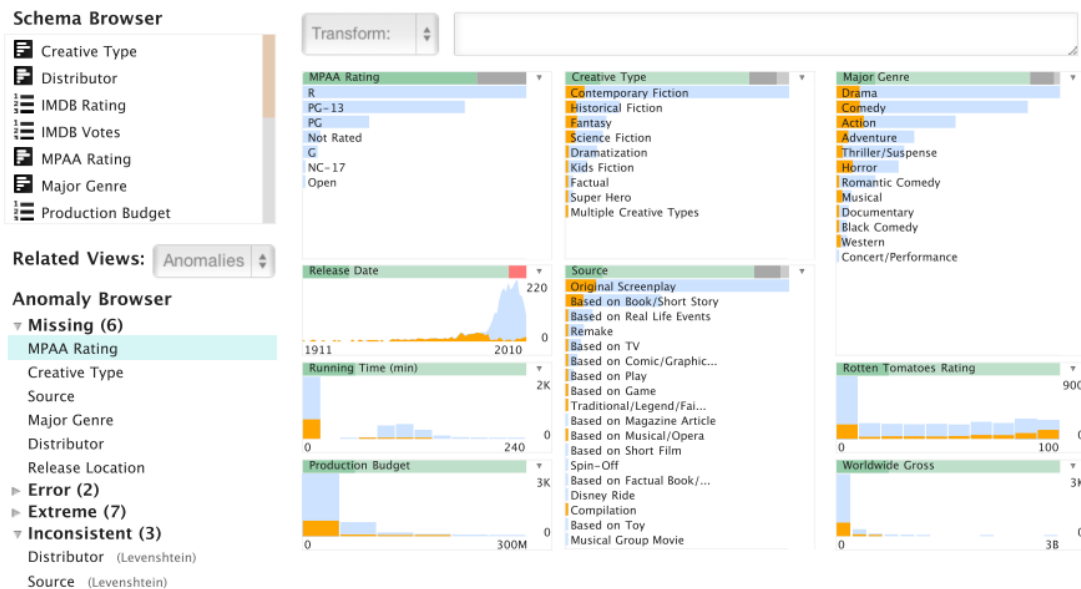 Schema Browser
Creative Type
Distributor
IMDB Rating
IMDB Votes
MPAA Rating
Major Genre
Production Budget
Related Views: Anomalies
Anomaly Browser
Missing (6)
MPAA Rating
Creative Type
Source
Major Genre
Distributor
Release Location
Error (2)
Extreme (7)
Inconsistent (3)
Distributor (Levenshtein)
Source (Levenshtein)
Transform:
MPAA Rating
R
PG-13
PG
Not Rated
G
NC-17
Open
Release Date
220
0
1911 2010
Running Time (min)
2K
0
0 240
Production Budget
3K
0
0 300M
Creative Type
Contemporary Fiction
Historical Fiction
Fantasy
Science Fiction
Dramatization
Kids Fiction
Factual
Super Hero
Multiple Creative Types
Source
Original Screenplay
Based on Book/Short Story
Based on Real Life Events
Remake
Based on TV
Based on Comic/Graphic...
Based on Play
Based on Game
Traditional/Legend/Fai...
Based on Magazine Article
Based on Musical/Opera
Based on Short Film
Spin-Off
Based on Factual Book/...
Disney Ride
Compilation
Based on Toy
Musical Group Movie
Major Genre
Drama
Comedy
Action
Adventure
Thriller/Suspense
Horror
Romantic Comedy
Musical
Documentary
Black Comedy
Western
Concert/Performance
Rotten Tomatoes Rating
900
0
0 100
Worldwide Gross
3K
0
0 3B